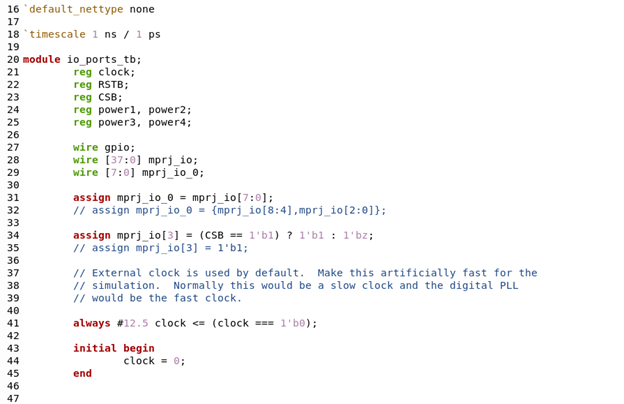 16 `default_nettype none
17
18 `timescale 1 ns / 1 ps
19
20 module io_ports_tb;
21 reg clock;
22 reg RSTB;
23 reg CSB;
24 reg power1, power2;
25 reg power3, power4;
26
27 wire gpio;
28 wire [37:0] mprj_io;
29 wire [7:0] mprj_io_0;
30
31 assign mprj_io_0 = mprj_io[7:0];
32 // assign mprj_io_0 = {mprj_io[8:4],mprj_io[2:0]};
33
34 assign mprj_io[3] = (CSB == 1'b1) ? 1'b1 : 1'bz;
35 // assign mprj_io[3] = 1'b1;
36
37 // External clock is used by default.  Make this artificially fast for the
38 // simulation.  Normally this would be a slow clock and the digital PLL
39 // would be the fast clock.
40
41 always #12.5 clock <= (clock === 1'b0);
42
43 initial begin
44 clock = 0;
45 end
46
47